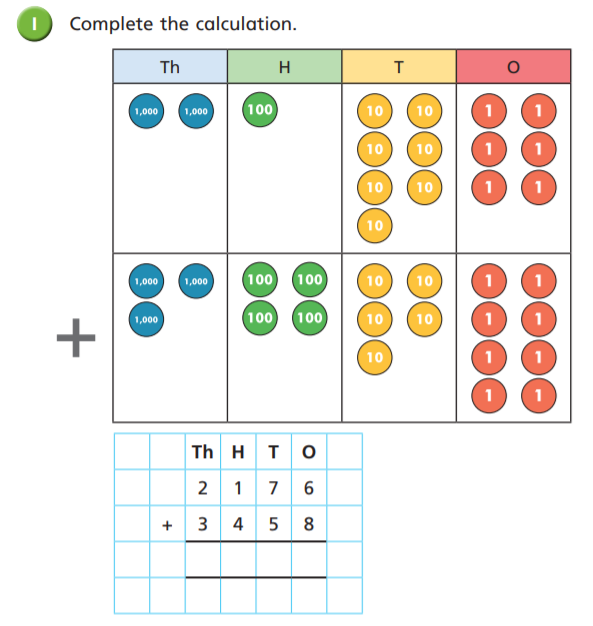 1 Complete the calculation.
Th H T O
1,000 1,000 100 10 10 1 1
10 10 1 1
10 10 1 1
10
1,000 1,000 100 100 10 10 1 1
1,000 100 100 10 10 1 1
+
10 1 1
1 1
Th H T O
2 1 7 6
+ 3 4 5 8